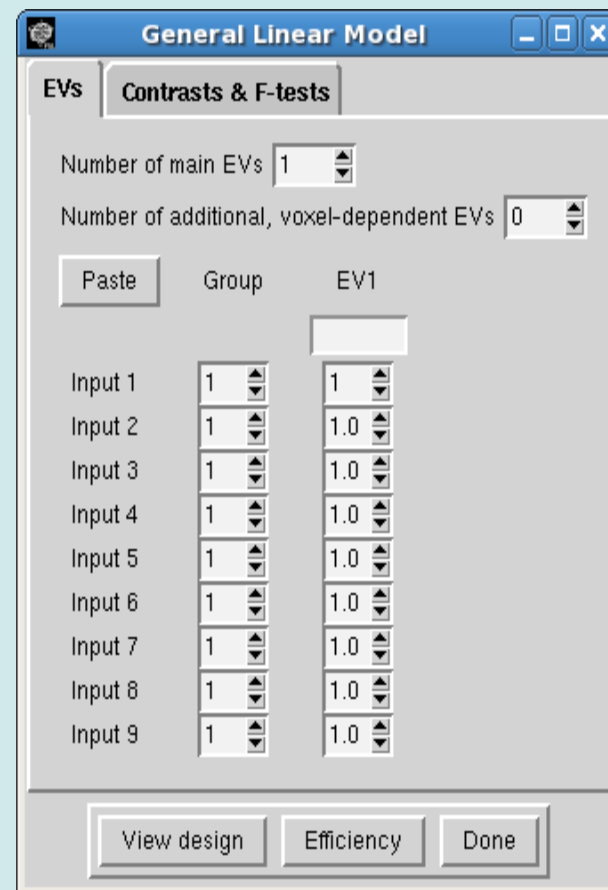 General Linear Model
EVs Contrasts & F-tests
Number of main EVs 1
Number of additional, voxel-dependent EVs 0
Paste Group EV1
Input 1 1 1
Input 2 1 1.0
Input 3 1 1.0
Input 4 1 1.0
Input 5 1 1.0
Input 6 1 1.0
Input 7 1 1.0
Input 8 1 1.0
Input 9 1 1.0
View design Efficiency Done